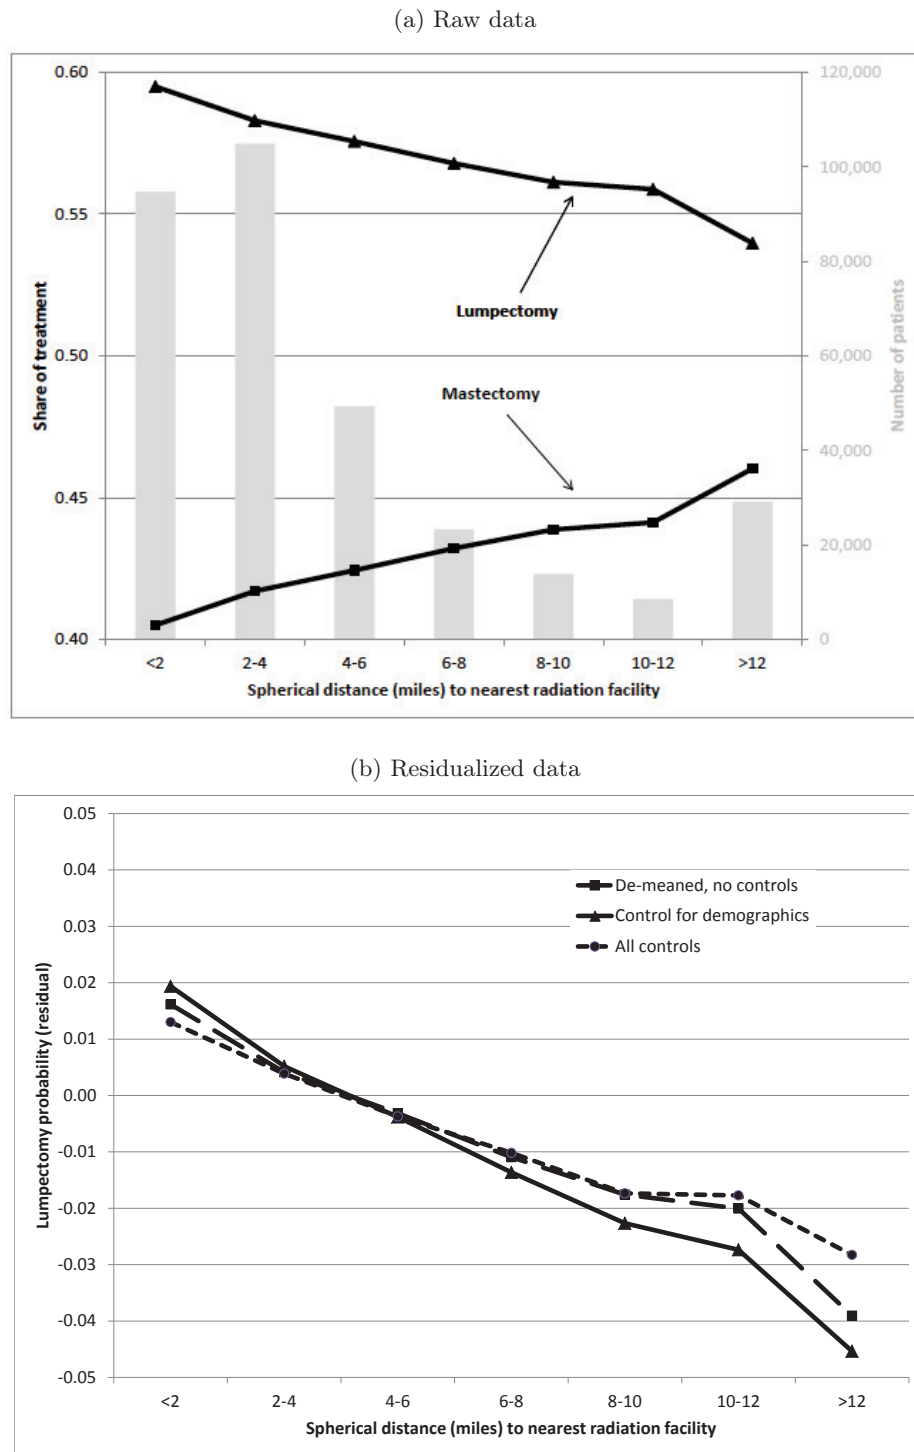 (a) Raw data
0.60
0.55
0.50
0.45
0.40
Share of treatment
120,000
100,000
80,000
60,000
40,000
20,000
0
Number of patients
Lumpectomy
Mastectomy
<2 2-4 4-6 6-8 8-10 10-12 >12
Spherical distance (miles) to nearest radiation facility
(b) Residualized data
0.05
0.04
0.03
0.02
0.01
0.00
-0.01
-0.02
-0.03
-0.04
-0.05
Lumpectomy probability (residual)
De-meaned, no controls
Control for demographics
All controls
<2 2-4 4-6 6-8 8-10 10-12 >12
Spherical distance (miles) to nearest radiation facility